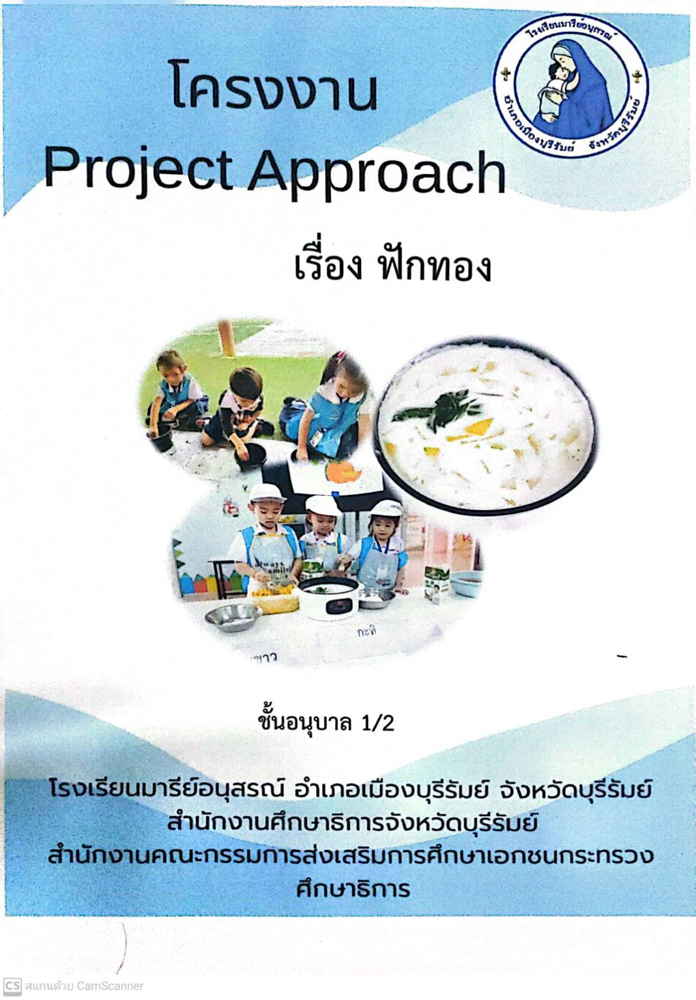 โรงเรียนมารีย์อนุสรณ์
อำเภอเมืองบุรีรัมย์ จังหวัดบุรีรัมย์
โครงงาน
Project Approach
เรื่อง ฟักทอง
always
smile!
กะทิ
ขาว
ชั้นอนุบาล 1/2
โรงเรียนมารีย์อนุสรณ์ อำเภอเมืองบุรีรัมย์ จังหวัดบุรีรัมย์
สำนักงานศึกษาธิการจังหวัดบุรีรัมย์
สำนักงานคณะกรรมการส่งเสริมการศึกษาเอกชนกระทรวง
ศึกษาธิการ
CS สแกนด้วย CamScanner